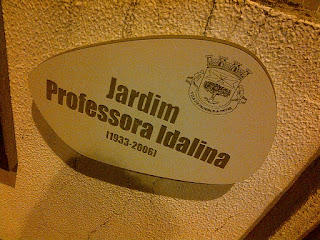 Jardim
Professora Idalina
[1933-2006]